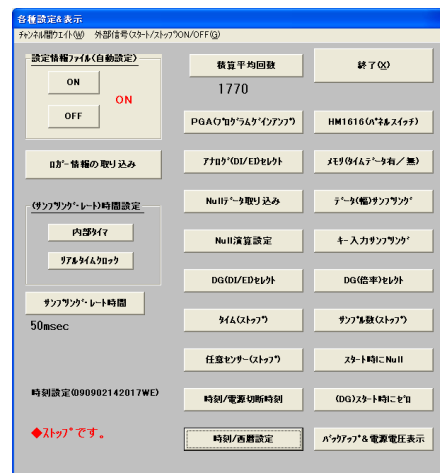 各種設定&表示
チャンネル間ウエイト(W)　外部信号(スタート/ストップ)ON/OFF(G)
設定情報ファイル(自動設定)
ON
OFF
ON
ロガー情報の取り込み
(サンプリング・レート)時間設定
内部タイマ
リアルタイムクロック
サンプリング・レート時間
50msec
時刻設定(090902142017WE)
◆ストップです。
積算平均回数
1770
PGA(プログラムゲインアンプ)
アナログ(DI/ED)セレクト
Nullデータ取り込み
Null演算設定
DG(DI/ED)セレクト
タイム(ストップ)
任意センサー(ストップ)
時刻/電源切断時刻
時刻/西暦設定
終了(X)
HM1616(パネルスイッチ)
メモリ(タイムデータ有/無)
データ(幅)サンプリング
キー入力サンプリング
DG(倍率)セレクト
サンプル数(ストップ)
スタート時にNull
(DG)スタート時にゼロ
バックアップ&電源電圧表示